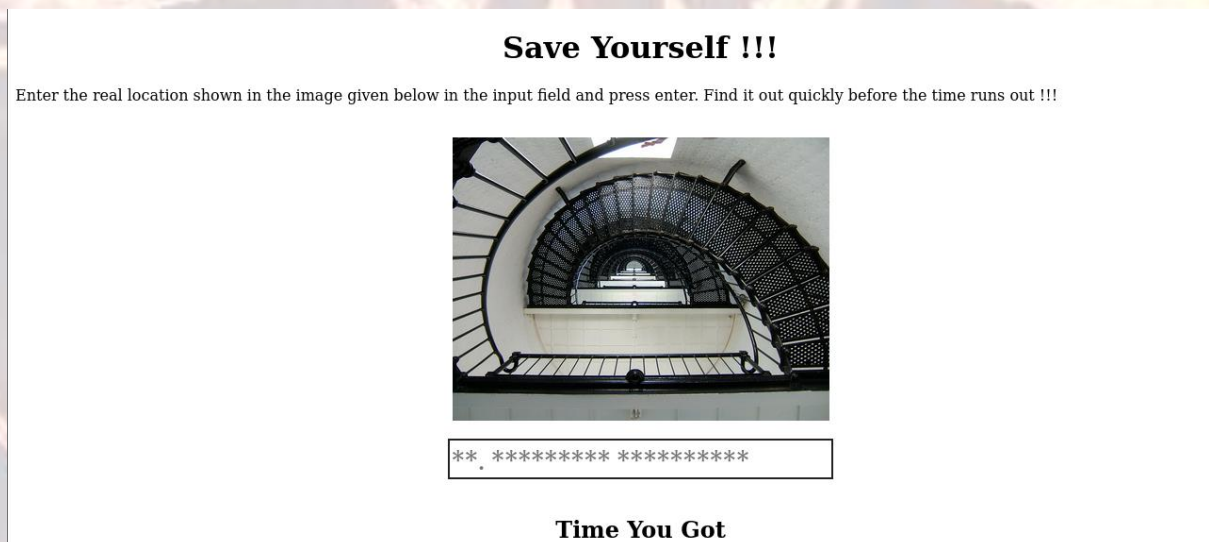 Save Yourself !!!
Enter the real location shown in the image given below in the input field and press enter. Find it out quickly before the time runs out !!!
**. ********* **********
Time You Got